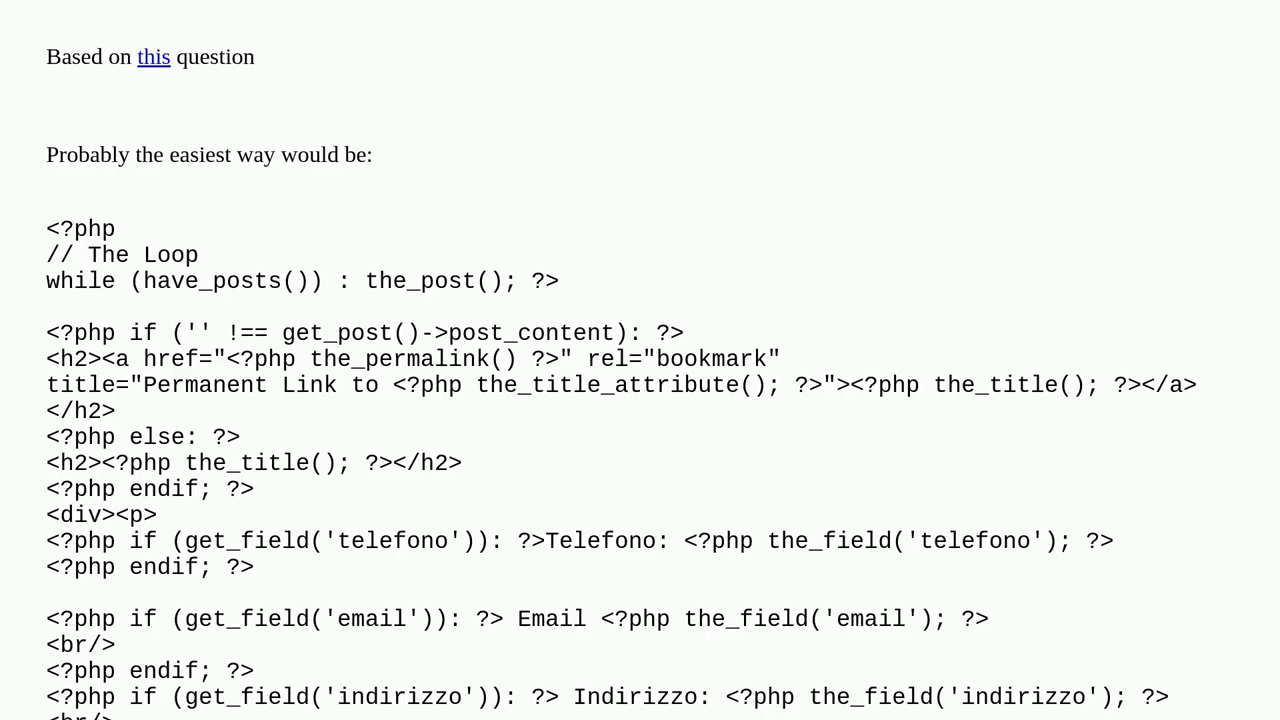 Based on this question
Probably the easiest way would be:
<?php
// The Loop
while (have_posts()) : the_post(); ?>
<?php if ('' !== get_post()->post_content): ?>
<h2><a href="<?php the_permalink() ?>" rel="bookmark"
title="Permanent Link to <?php the_title_attribute(); ?>"><?php the_title(); ?></a>
</h2>
<?php else: ?>
<h2><?php the_title(); ?></h2>
<?php endif; ?>
<div><p>
<?php if (get_field('telefono')): ?>Telefono: <?php the_field('telefono'); ?>
<?php endif; ?>
<?php if (get_field('email')): ?> Email <?php the_field('email'); ?>
<br/>
<?php endif; ?>
<?php if (get_field('indirizzo')): ?> Indirizzo: <?php the_field('indirizzo'); ?>
<br/>